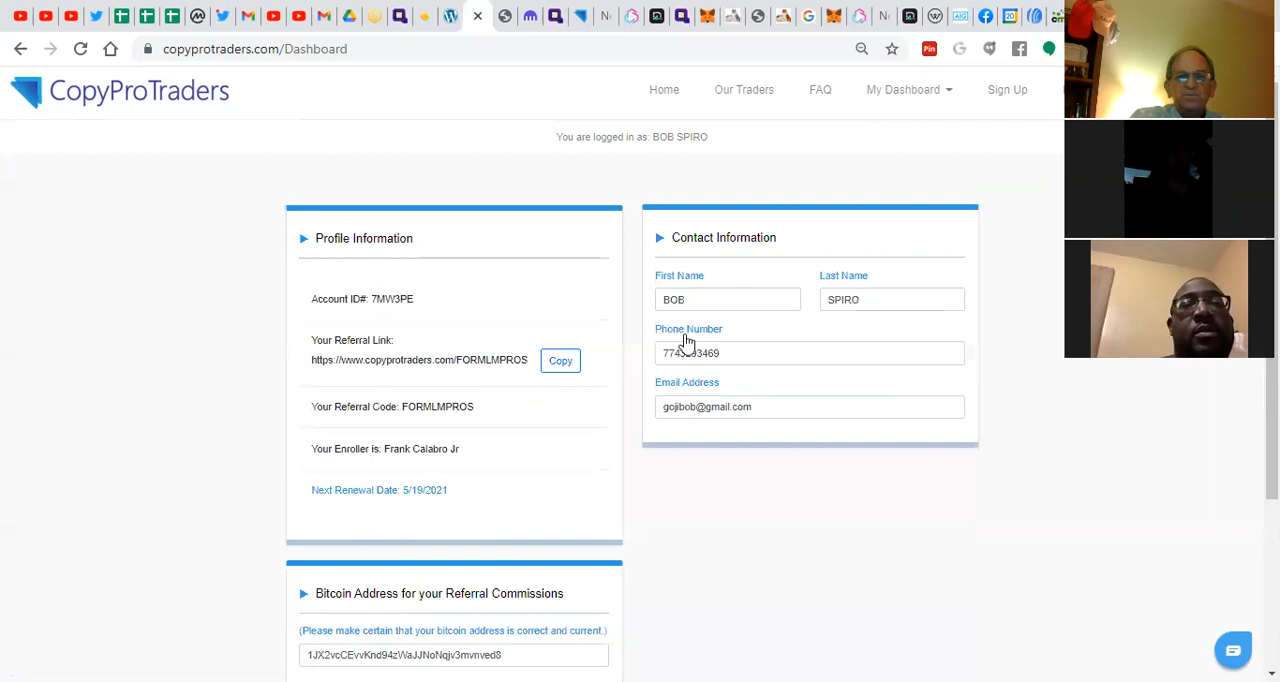 copyprotraders.com/Dashboard
CopyProTraders
Home Our Traders FAQ My Dashboard Sign Up
You are logged in as: BOB SPIRO
Profile Information
Account ID#: 7MW3PE
Your Referral Link:
https://www.copyprotraders.com/FORMLMPROS Copy
Your Referral Code: FORMLMPROS
Your Enroller is: Frank Calabro Jr
Next Renewal Date: 5/19/2021
Contact Information
First Name Last Name
BOB SPIRO
Phone Number
Email Address
gojibob@gmail.com
Bitcoin Address for your Referral Commissions
(Please make certain that your bitcoin address is correct and current.)
1JX2vcCEvvKnd94zWaJJNoNqjv3mvnved8